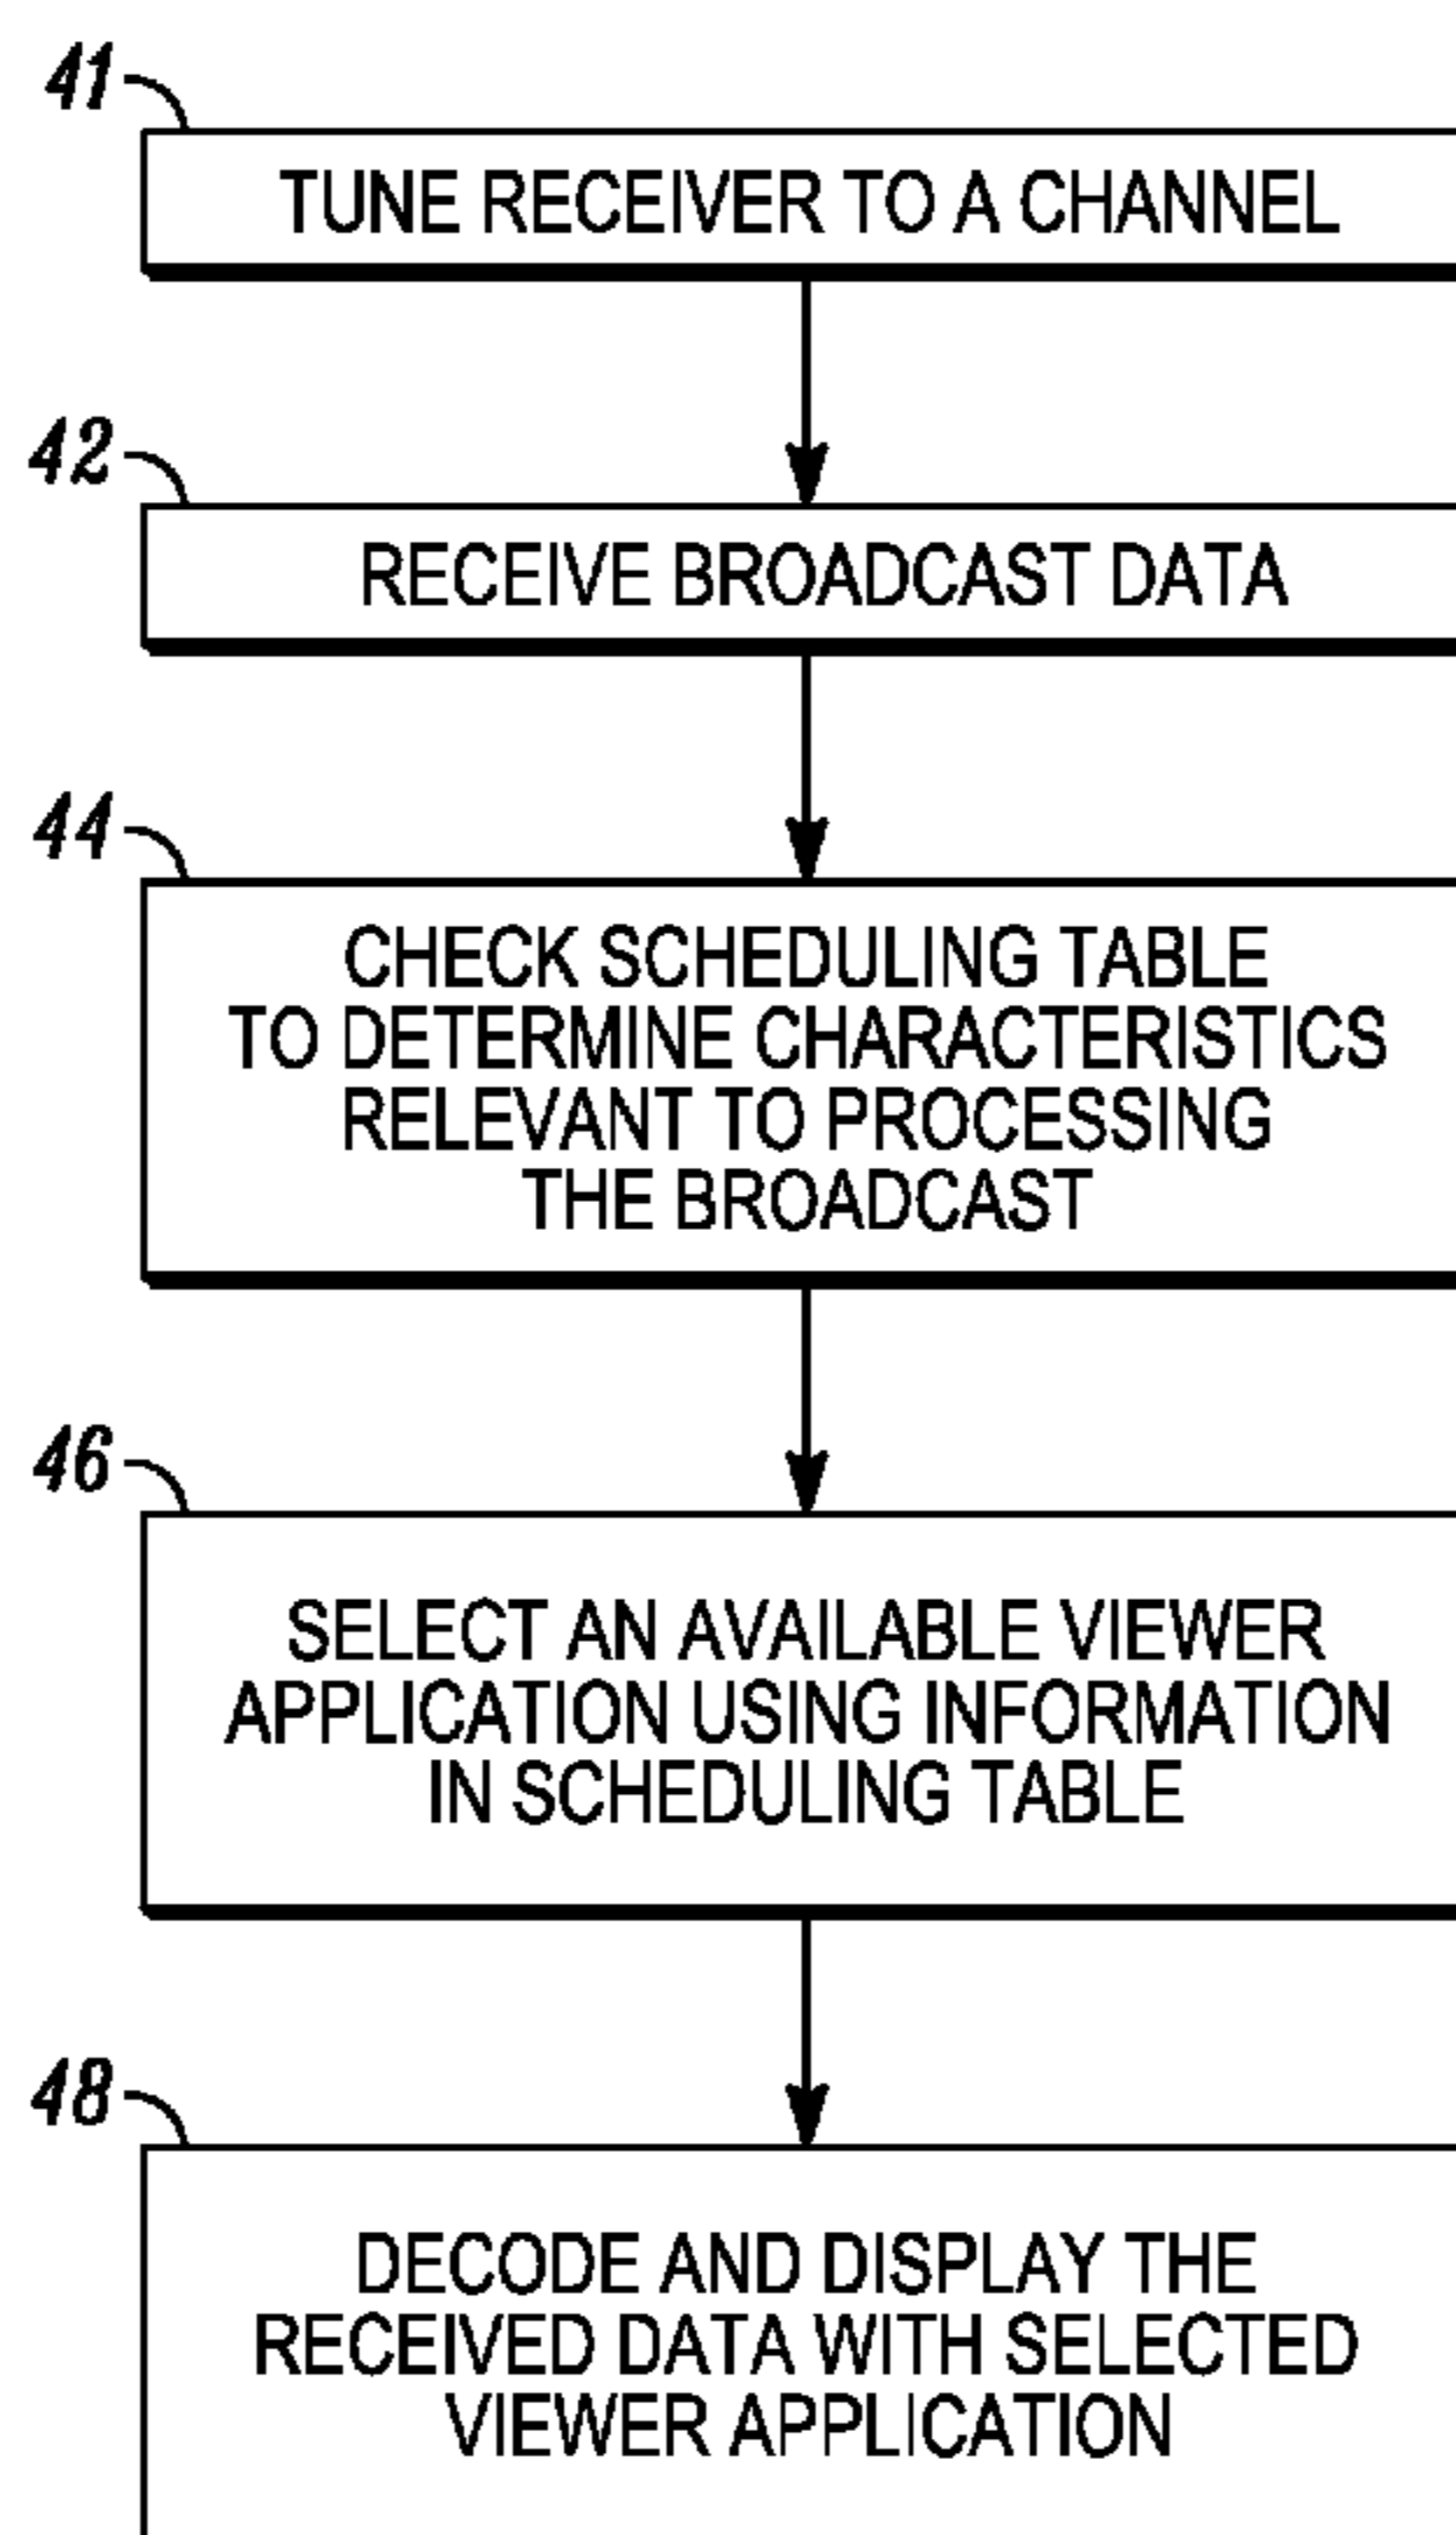 41
TUNE RECEIVER TO A CHANNEL
42
RECEIVE BROADCAST DATA
44
CHECK SCHEDULING TABLE
TO DETERMINE CHARACTERISTICS
RELEVANT TO PROCESSING
THE BROADCAST
46
SELECT AN AVAILABLE VIEWER
APPLICATION USING INFORMATION
IN SCHEDULING TABLE
48
DECODE AND DISPLAY THE
RECEIVED DATA WITH SELECTED
VIEWER APPLICATION